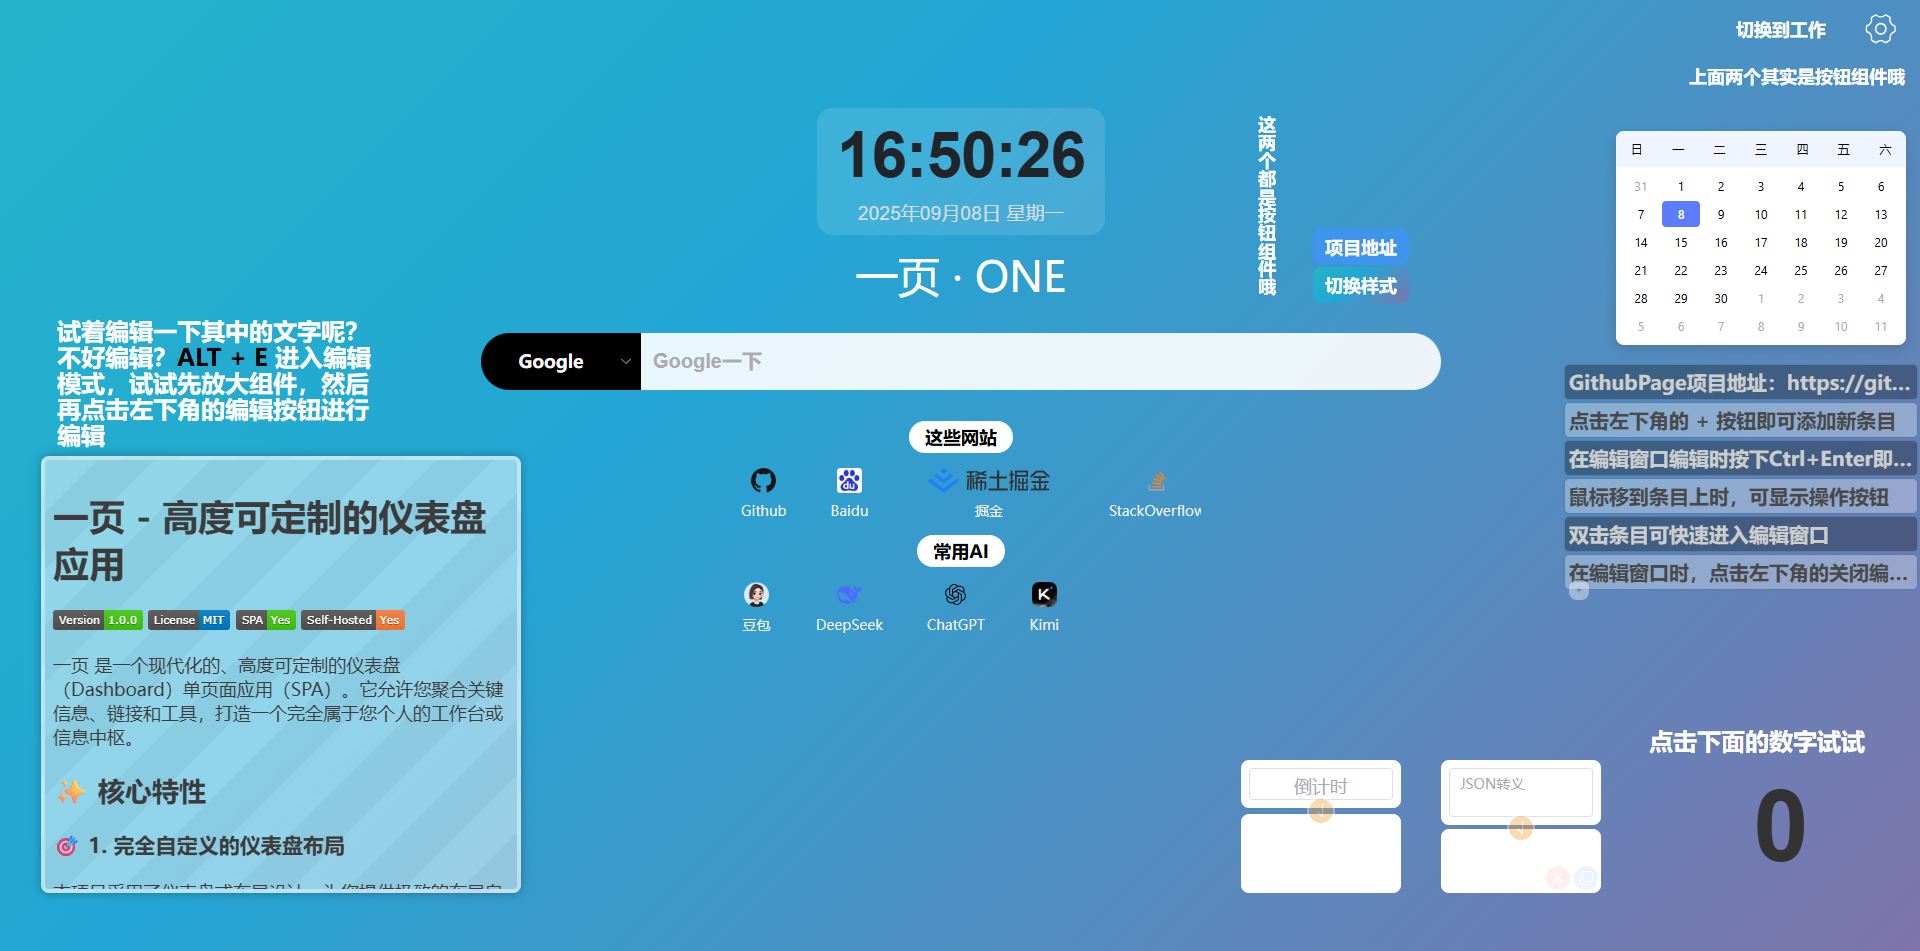 切换到工作
上面两个其实是按钮组件哦
16:50:26
2025年09月08日 星期一
一页 · ONE
这两个都是按钮组件哦
项目地址
切换样式
日 一 二 三 四 五 六
31 1 2 3 4 5 6
7 8 9 10 11 12 13
14 15 16 17 18 19 20
21 22 23 24 25 26 27
28 29 30 1 2 3 4
5 6 7 8 9 10 11
试着编辑一下其中的文字呢？
不好编辑？ALT + E 进入编辑
模式，试试先放大组件，然后
再点击左下角的编辑按钮进行
编辑
Google
Google一下
这些网站
稀土掘金
Github
Baidu
掘金
StackOverflow
常用AI
豆包
DeepSeek
ChatGPT
Kimi
GithubPage项目地址：https://git...
点击左下角的 + 按钮即可添加新条目
在编辑窗口编辑时按下Ctrl+Enter即...
鼠标移到条目上时，可显示操作按钮
双击条目可快速进入编辑窗口
在编辑窗口时，点击左下角的关闭编...
一页 - 高度可定制的仪表盘
应用
Version 1.0.0 License MIT SPA Yes Self-Hosted Yes
一页 是一个现代化的、高度可定制的仪表盘
（Dashboard）单页面应用（SPA）。它允许您聚合关键
信息、链接和工具，打造一个完全属于您个人的工作台或
信息中枢。
✨ 核心特性
🎯 1. 完全自定义的仪表盘布局
倒计时
JSON转义
点击下面的数字试试
0